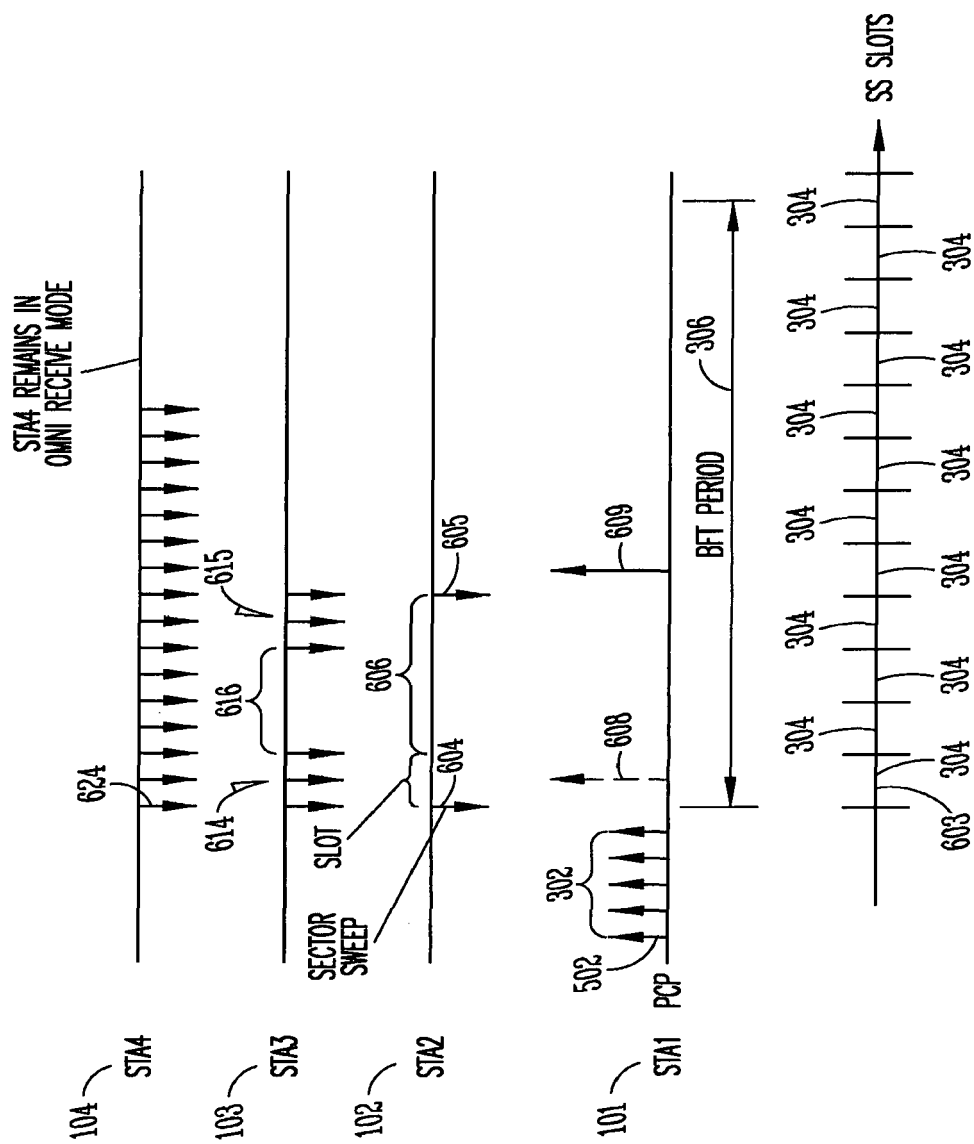 STA4 REMAINS IN
OMNI RECEIVE MODE
104
STA4
624
103
STA3
614
616
615
SLOT
SECTOR
SWEEP
102
STA2
604
606
605
302
608
609
502
101
STA1
PCP
BFT PERIOD
306
304 304 304 304 304 304
SS SLOTS
603 304 304 304 304 304 304